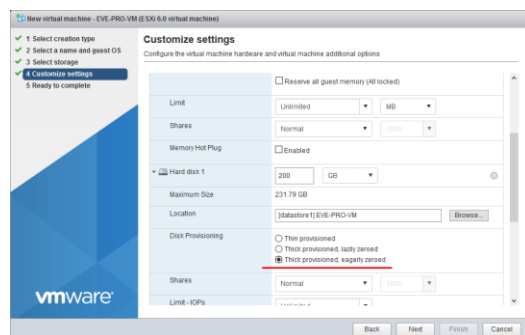 New virtual machine - EVE-PRO-VM (ESXi 6.0 virtual machine)
1 Select creation type
2 Select a name and guest OS
3 Select storage
4 Customize settings
5 Ready to complete
Customize settings
Configure the virtual machine hardware and virtual machine additional options
Reserve all guest memory (All locked)
Limit
Unlimited
MB
Shares
Normal
1000
Memory Hot Plug
Enabled
Hard disk 1
200
GB
Maximum Size
231.79 GB
Location
[datastore1] EVE-PRO-VM
Browse...
Disk Provisioning
Thin provisioned
Thick provisioned, lazily zeroed
Thick provisioned, eagerly zeroed
Shares
Normal
1000
Limit - IOPs
Unlimited
vmware
Back
Next
Finish
Cancel